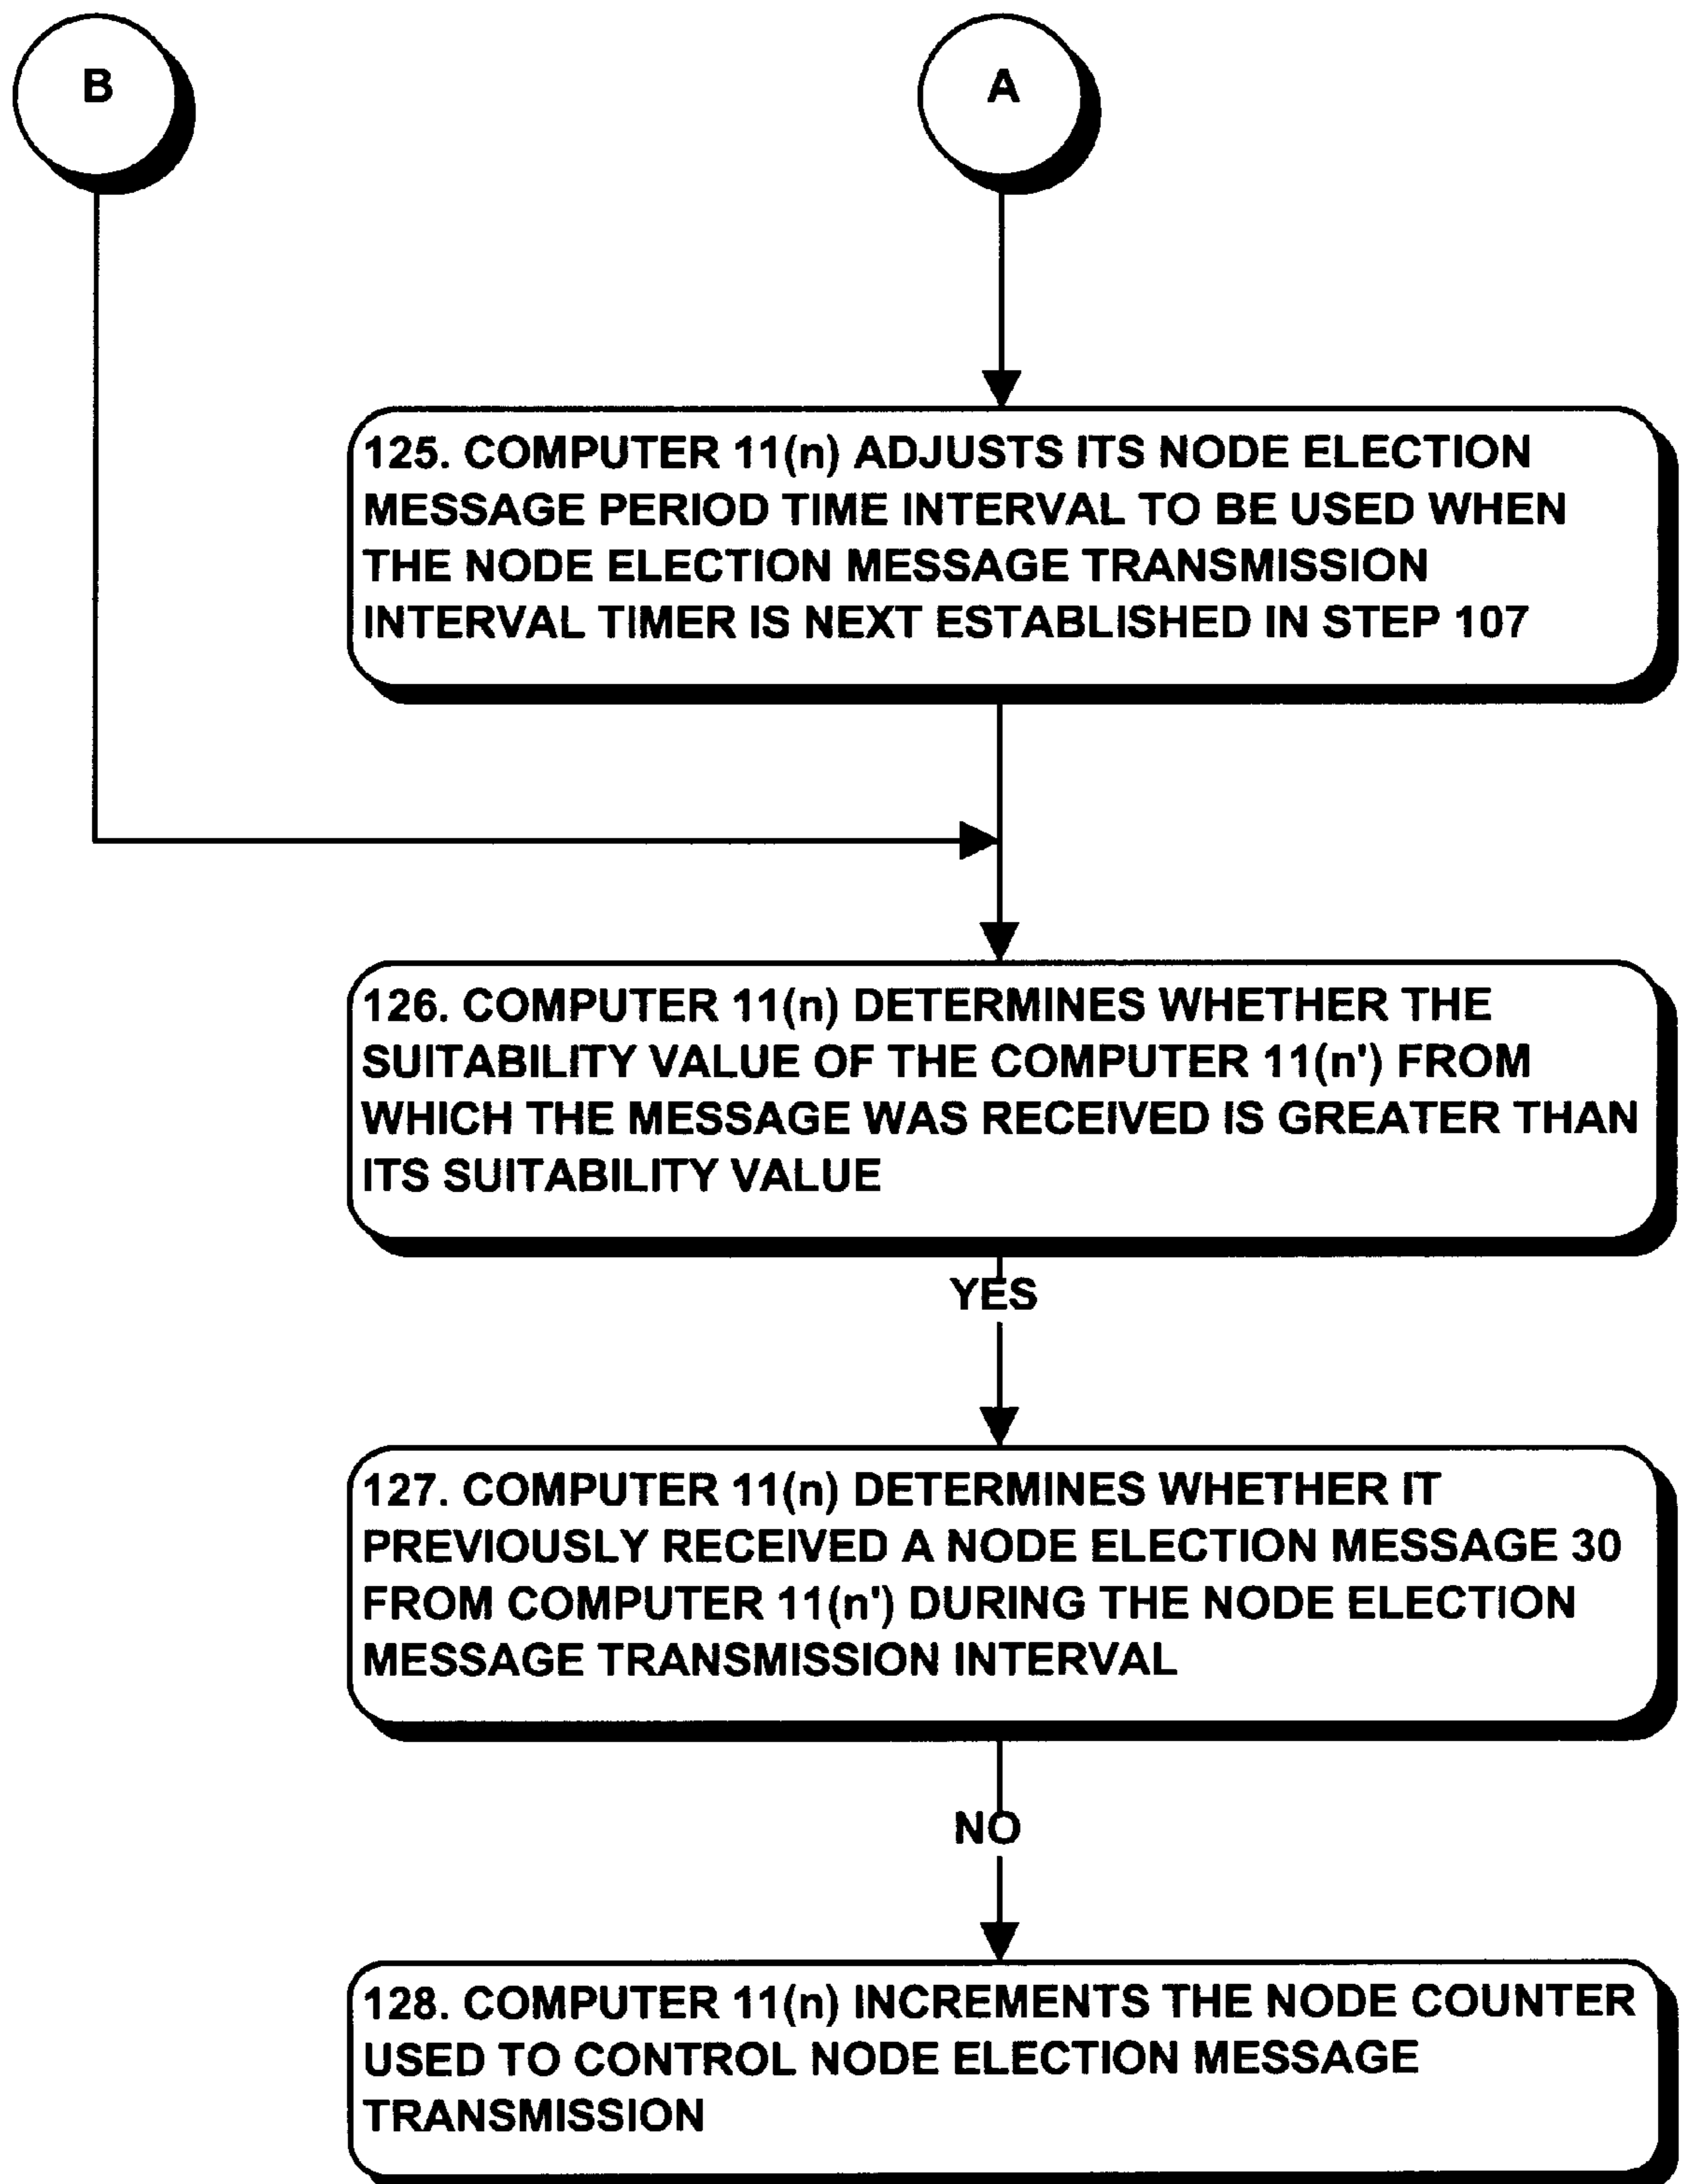 B
A
125. COMPUTER 11(n) ADJUSTS ITS NODE ELECTION
MESSAGE PERIOD TIME INTERVAL TO BE USED WHEN
THE NODE ELECTION MESSAGE TRANSMISSION
INTERVAL TIMER IS NEXT ESTABLISHED IN STEP 107
126. COMPUTER 11(n) DETERMINES WHETHER THE
SUITABILITY VALUE OF THE COMPUTER 11(n') FROM
WHICH THE MESSAGE WAS RECEIVED IS GREATER THAN
ITS SUITABILITY VALUE
YES
127. COMPUTER 11(n) DETERMINES WHETHER IT
PREVIOUSLY RECEIVED A NODE ELECTION MESSAGE 30
FROM COMPUTER 11(n') DURING THE NODE ELECTION
MESSAGE TRANSMISSION INTERVAL
NO
128. COMPUTER 11(n) INCREMENTS THE NODE COUNTER
USED TO CONTROL NODE ELECTION MESSAGE
TRANSMISSION